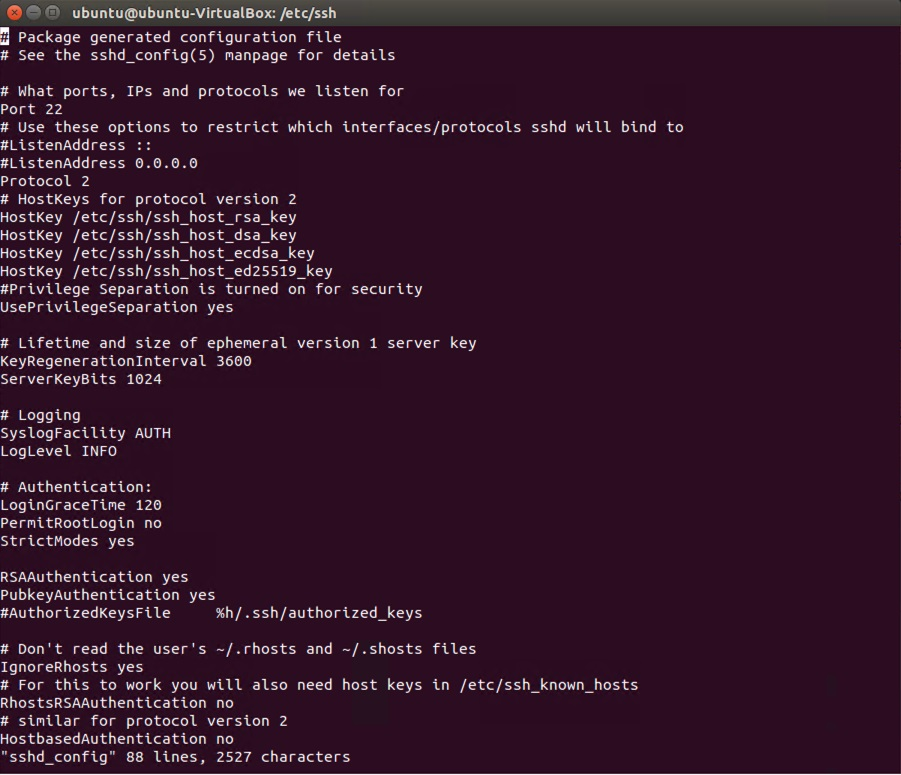 ubuntu@ubuntu-VirtualBox: /etc/ssh
# Package generated configuration file
# See the sshd_config(5) manpage for details
# What ports, IPs and protocols we listen for
Port 22
# Use these options to restrict which interfaces/protocols sshd will bind to
#ListenAddress ::
#ListenAddress 0.0.0.0
Protocol 2
# HostKeys for protocol version 2
HostKey /etc/ssh/ssh_host_rsa_key
HostKey /etc/ssh/ssh_host_dsa_key
HostKey /etc/ssh/ssh_host_ecdsa_key
HostKey /etc/ssh/ssh_host_ed25519_key
#Privilege Separation is turned on for security
UsePrivilegeSeparation yes
# Lifetime and size of ephemeral version 1 server key
KeyRegenerationInterval 3600
ServerKeyBits 1024
# Logging
SyslogFacility AUTH
LogLevel INFO
# Authentication:
LoginGraceTime 120
PermitRootLogin no
StrictModes yes
RSAAuthentication yes
PubkeyAuthentication yes
#AuthorizedKeysFile     %h/.ssh/authorized_keys
# Don't read the user's ~/.rhosts and ~/.shosts files
IgnoreRhosts yes
# For this to work you will also need host keys in /etc/ssh_known_hosts
RhostsRSAAuthentication no
# similar for protocol version 2
HostbasedAuthentication no
"sshd_config" 88 lines, 2527 characters